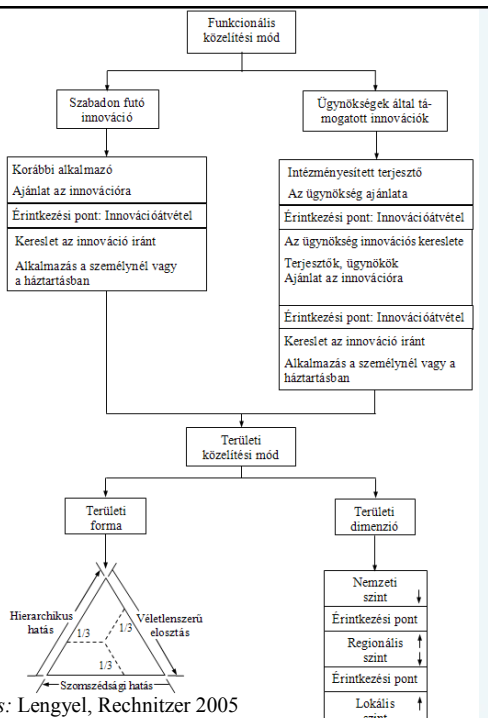 Funkcionális
közelítési mód
Szabadon futó
innováció
Ügynökségek által tá-
mogatott innovációk
Korábbi alkalmazó
Ajánlat az innovációra
Érintkezési pont: Innovációátvétel
Kereslet az innováció iránt
Alkalmazás a személynél vagy
a háztartásban
Intézményesített terjesztő
Az ügynökség ajánlata
Érintkezési pont: Innovációátvétel
Az ügynökség innovációs kereslete
Terjesztők, ügynökök
Ajánlat az innovációra
Érintkezési pont: Innovációátvétel
Kereslet az innováció iránt
Alkalmazás a személynél vagy a
háztartásban
Területi
közelítési mód
Területi
forma
Területi
dimenzió
Hierarchikus
hatás
Véletlenszerű
elosztás
1/3
1/3
1/3
Szomszédsági hatás
Nemzeti
szint
Érintkezési pont
Regionális
szint
Érintkezési pont
Lokális
szint
s: Lengyel, Rechnitzer 2005